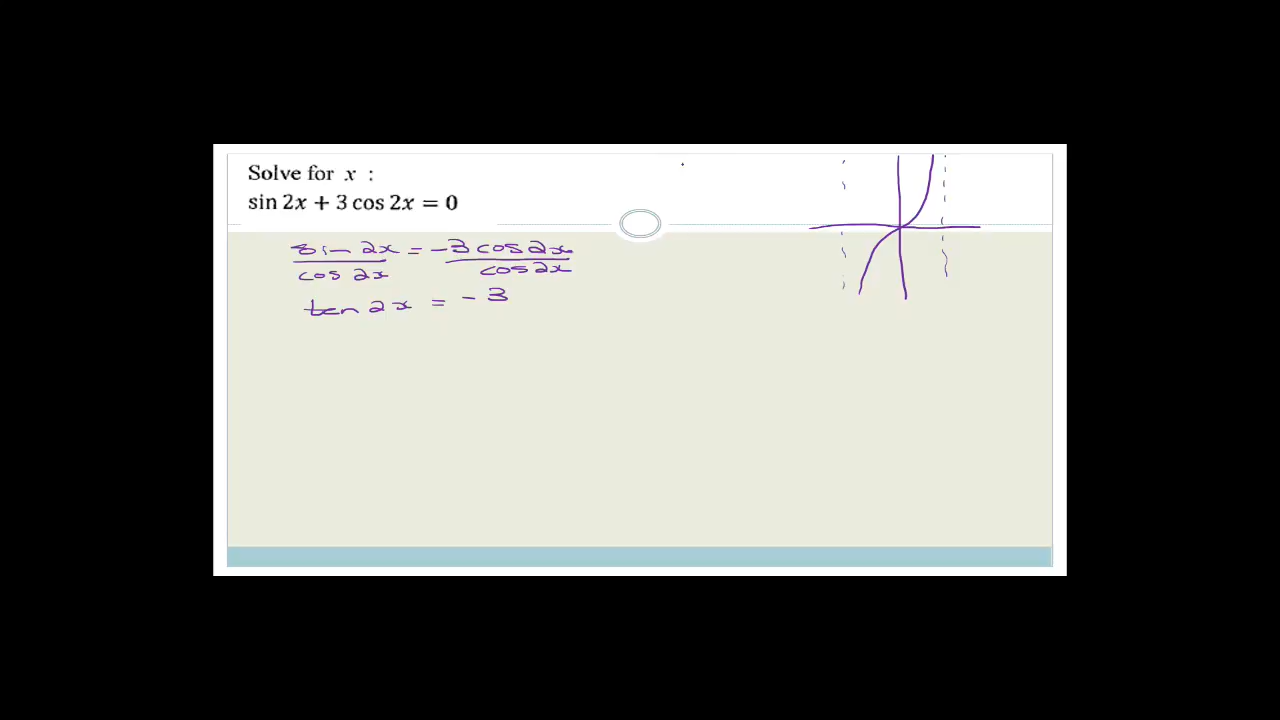 Solve for x :
sin 2x + 3 cos 2x = 0
sin 2x = -3 cos 2x
cos 2x cos 2x
tan 2x = -3